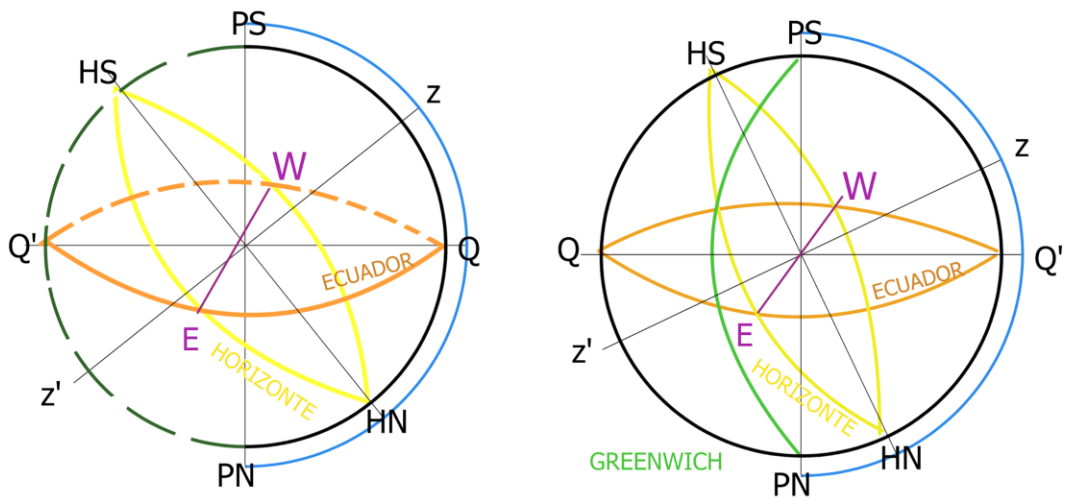 PS
HS
z
W
Q'
Q
ECUADOR
E
HORIZONTE
z'
HN
PN
PS
HS
z
W
Q
Q'
ECUADOR
E
z'
HORIZONTE
GREENWICH
HN
PN